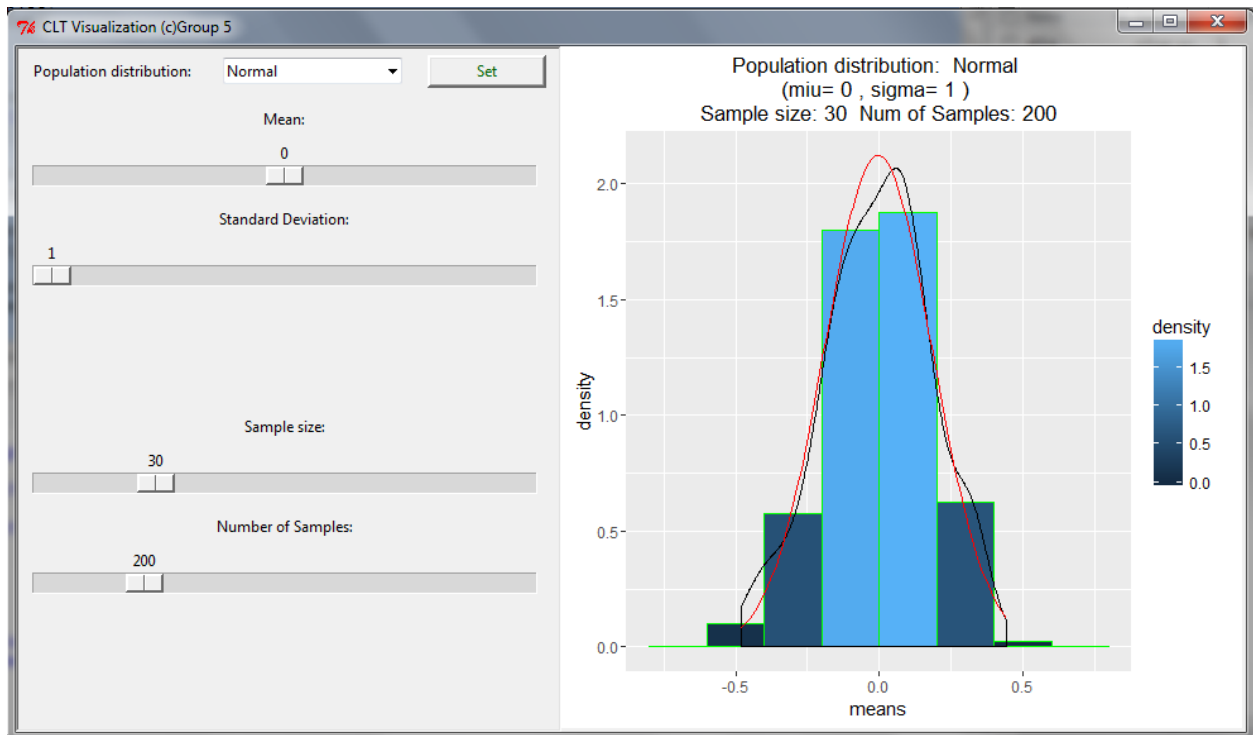 CLT Visualization (c)Group 5
Population distribution: Normal Set
Mean:
0
Standard Deviation:
1
Sample size:
30
Number of Samples:
200
Population distribution:  Normal
(miu= 0 , sigma= 1 )
Sample size: 30  Num of Samples: 200
density
2.0
1.5
1.0
0.5
0.0
-0.5 0.0 0.5
means
density
1.5
1.0
0.5
0.0